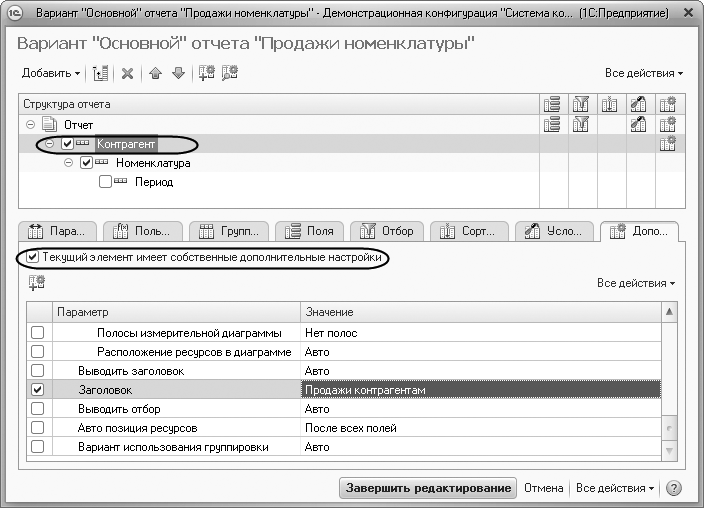 Вариант "Основной" отчета "Продажи номенклатуры" - Демонстрационная конфигурация "Система ко... (1С:Предприятие)
Вариант "Основной" отчета "Продажи номенклатуры"
Добавить
Все действия
Структура отчета
Отчет
Контрагент
Номенклатура
Период
Пара... Поль... Групп... Поля Отбор Сорт... Усло... Допо...
Текущий элемент имеет собственные дополнительные настройки
Все действия
Параметр Значение
Полосы измерительной диаграммы Нет полос
Расположение ресурсов в диаграмме Авто
Выводить заголовок Авто
Заголовок Продажи контрагентам
Выводить отбор Авто
Авто позиция ресурсов После всех полей
Вариант использования группировки Авто
Завершить редактирование Отмена Все действия ?